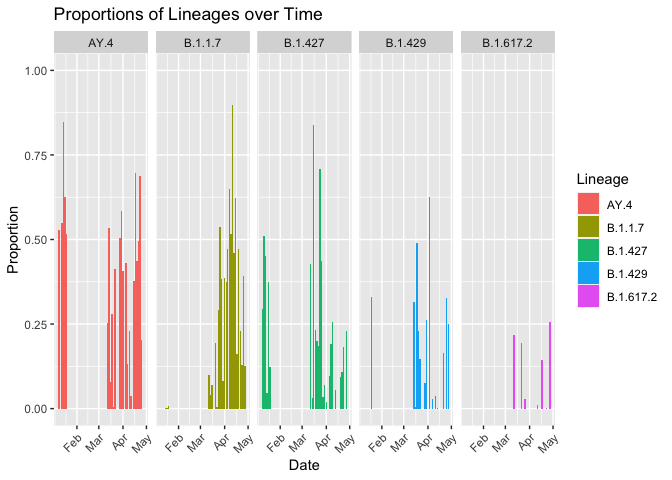 Proportions of Lineages over Time
AY.4 B.1.1.7 B.1.427 B.1.429 B.1.617.2
1.00
0.75
0.50
0.25
0.00
Proportion
Feb Mar Apr May Feb Mar Apr May Feb Mar Apr May Feb Mar Apr May Feb Mar Apr May
Date
Lineage
AY.4
B.1.1.7
B.1.427
B.1.429
B.1.617.2